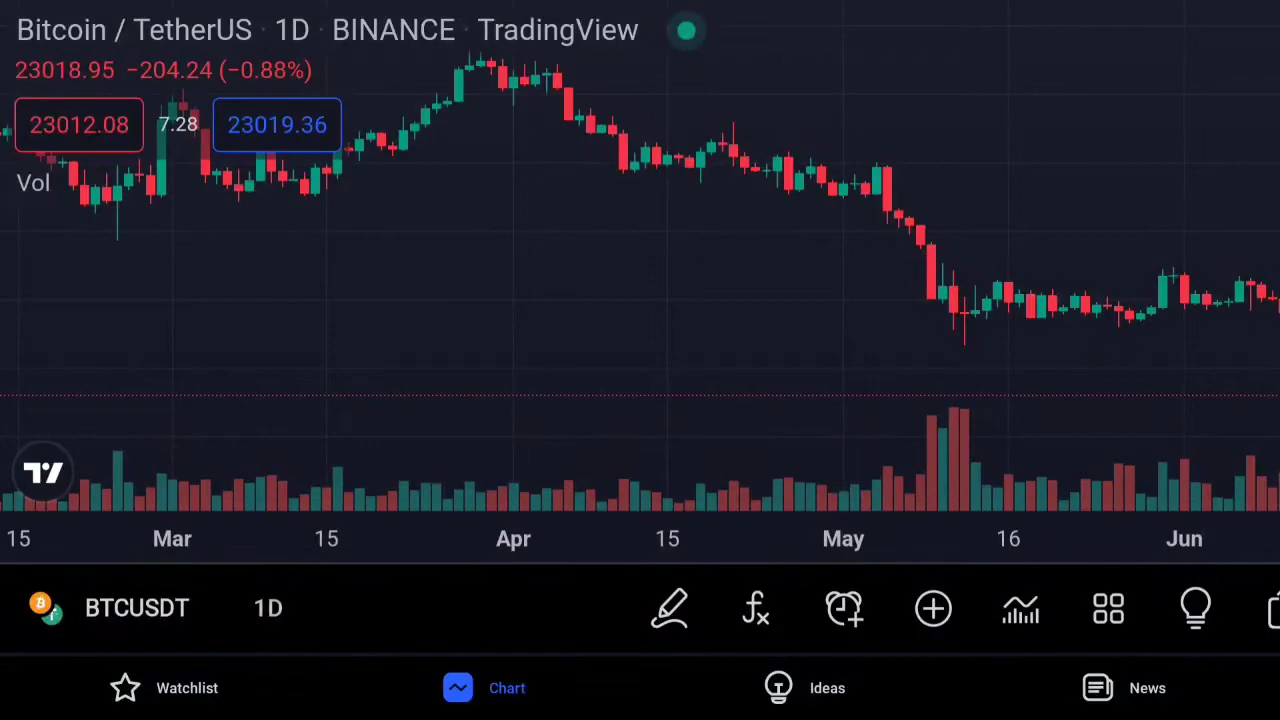 Bitcoin / TetherUS · 1D · BINANCE · TradingView
23018.95 −204.24 (−0.88%)
23012.08 7.28 23019.36
Vol
15 Mar 15 Apr 15 May 16 Jun
BTCUSDT 1D
Watchlist Chart Ideas News